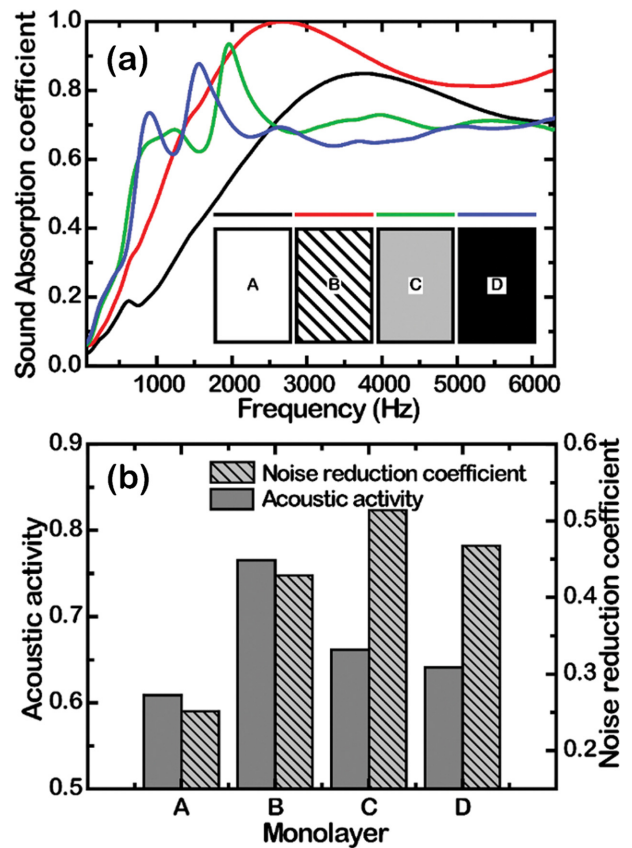 (a)
Sound Absorption coefficient
1.0
0.8
0.6
0.4
0.2
0.0
A
B
C
D
1000 2000 3000 4000 5000 6000
Frequency (Hz)
(b)
Noise reduction coefficient
Acoustic activity
Acoustic activity
0.9
0.8
0.7
0.6
0.5
Noise reduction coefficient
0.6
0.5
0.4
0.3
0.2
A B C D
Monolayer